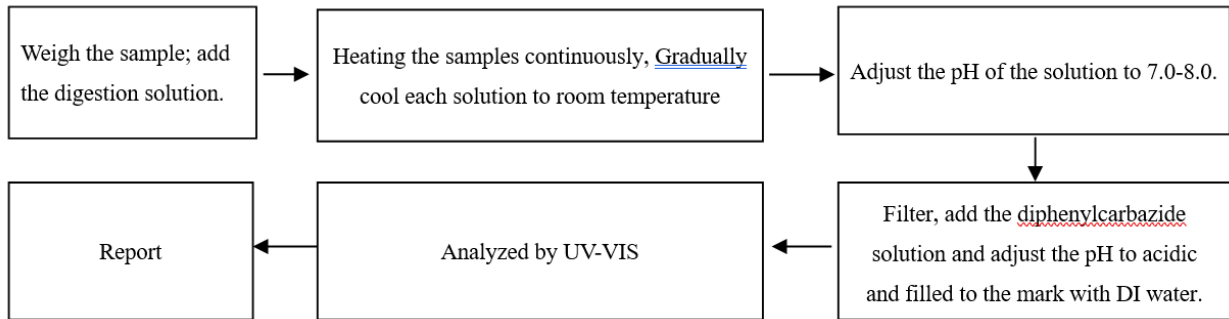 Weigh the sample; add
the digestion solution.
Heating the samples continuously, Gradually
cool each solution to room temperature
Adjust the pH of the solution to 7.0-8.0.
Filter, add the diphenylcarbazide
solution and adjust the pH to acidic
and filled to the mark with DI water.
Analyzed by UV-VIS
Report